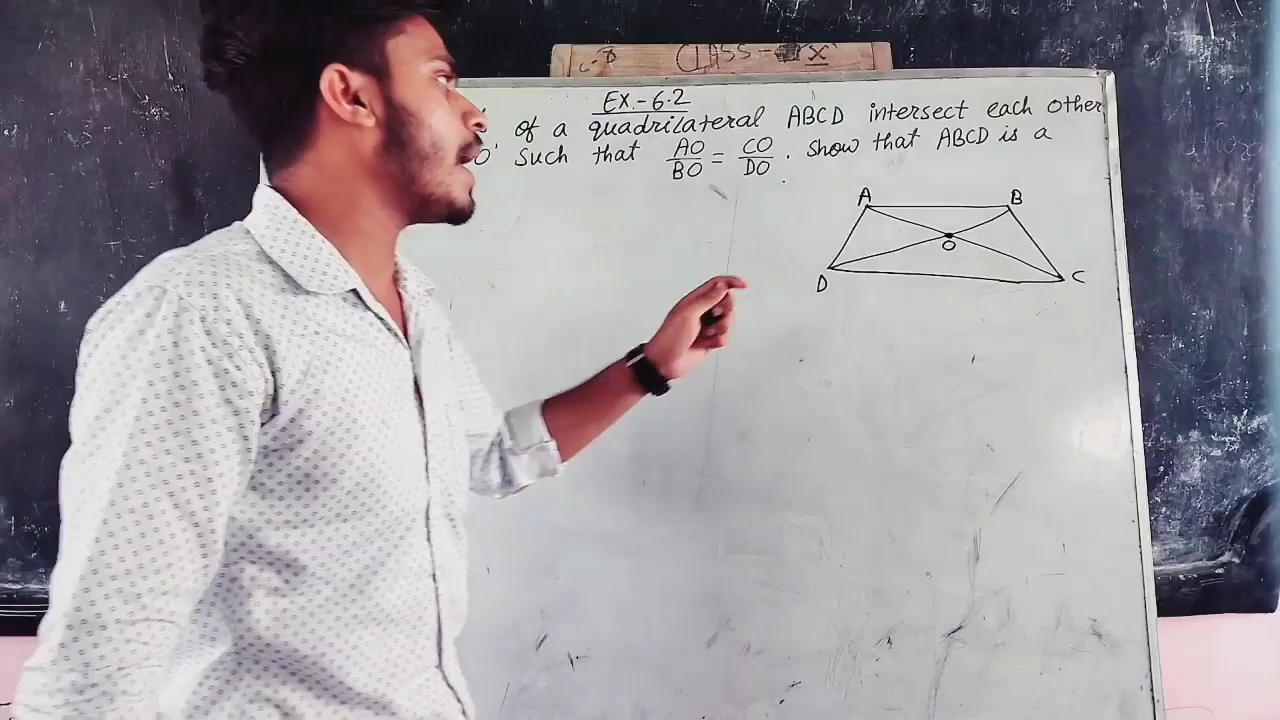 CLASS - X
EX.-6.2
of a quadrilateral ABCD intersect each other
'O' such that AO/BO = CO/DO . show that ABCD is a
A B
O
D C